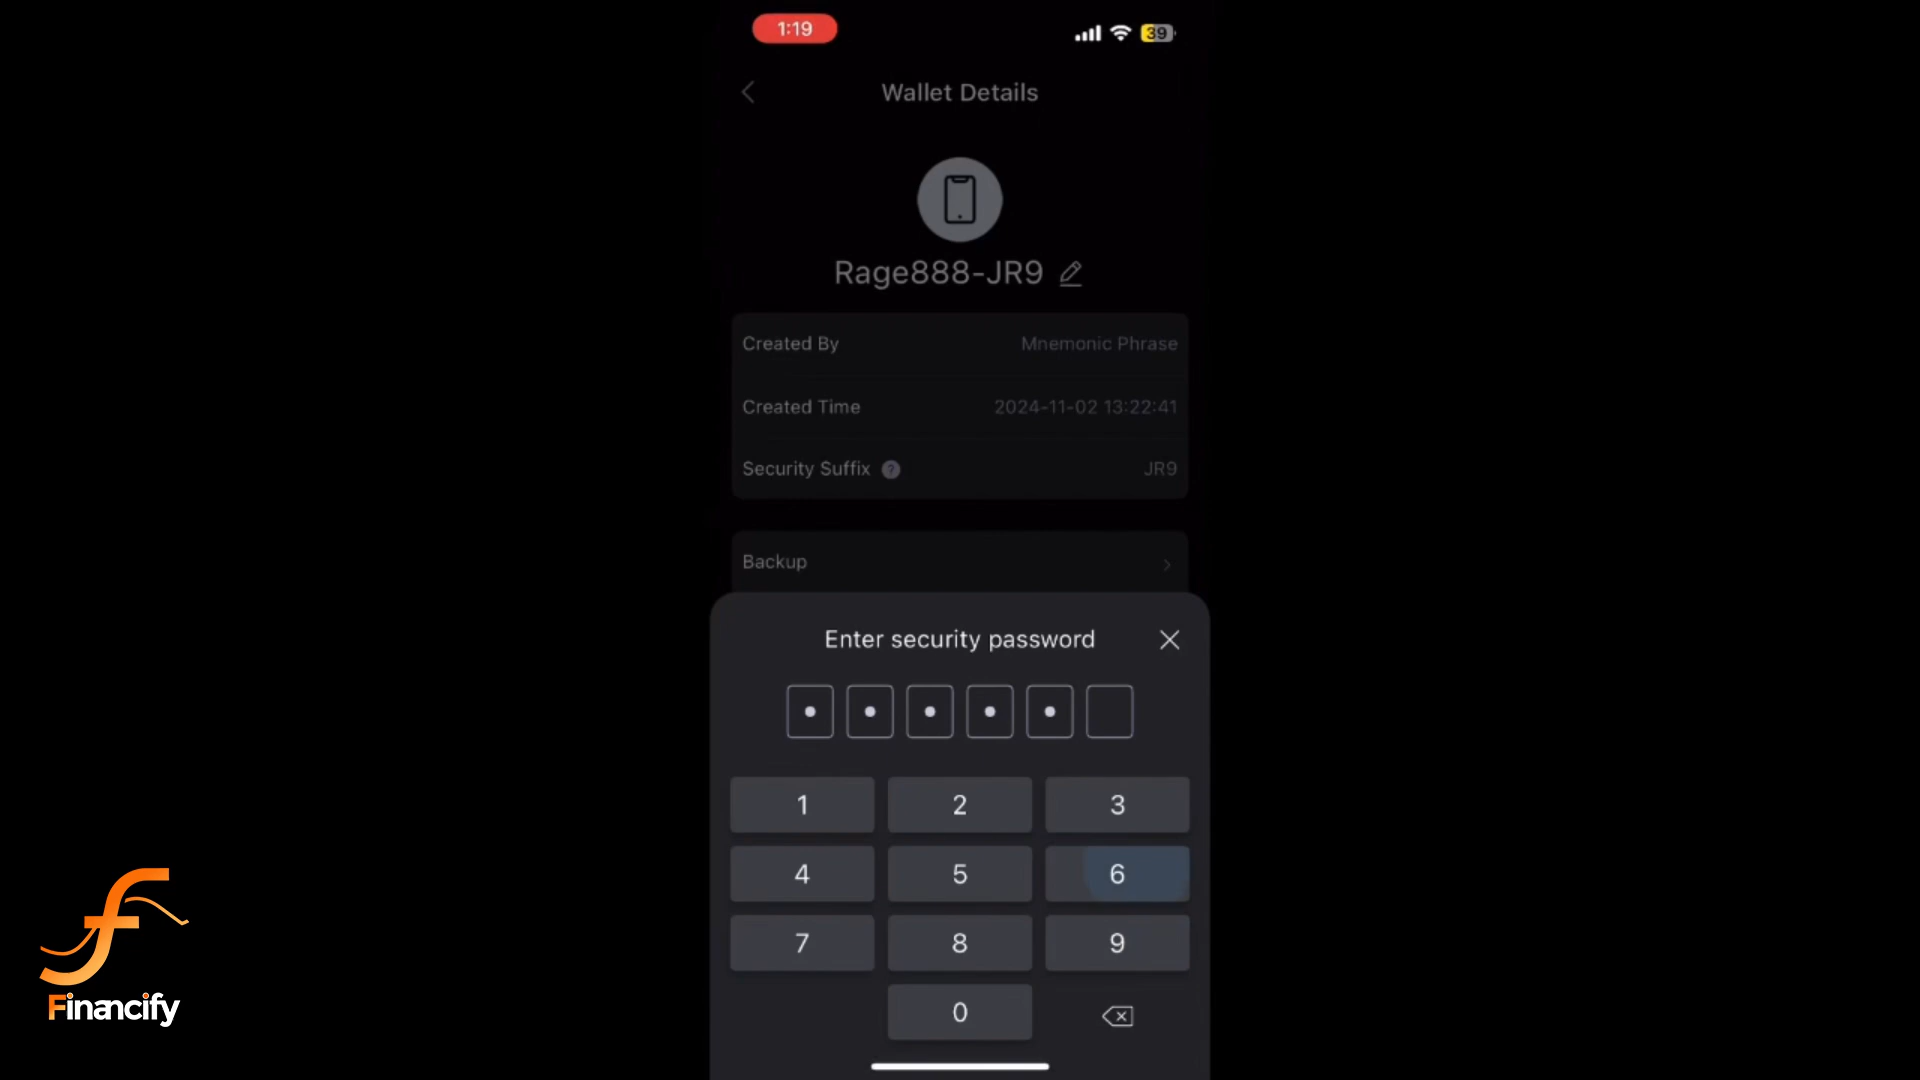 1:19
39
Wallet Details
Rage888-JR9
Created By Mnemonic Phrase
Created Time 2024-11-02 13:22:41
Security Suffix ? JR9
Backup
Enter security password
1 2 3
4 5 6
7 8 9
0
Financify